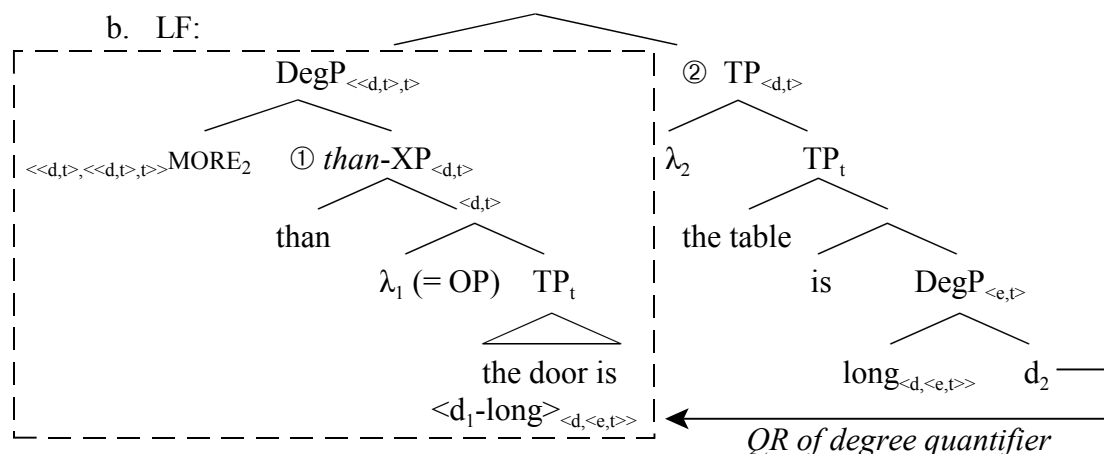 b. LF:
DegP<<d,t>,t> ② TP<d,t>
<<d,t>,<<d,t>,t>>MORE₂ ① than-XP<d,t> λ₂ TPt
than <d,t> the table
λ₁ (= OP) TPt is DegP<e,t>
the door is long<d,<e,t>> d₂
<d₁-long><d,<e,t>>
QR of degree quantifier